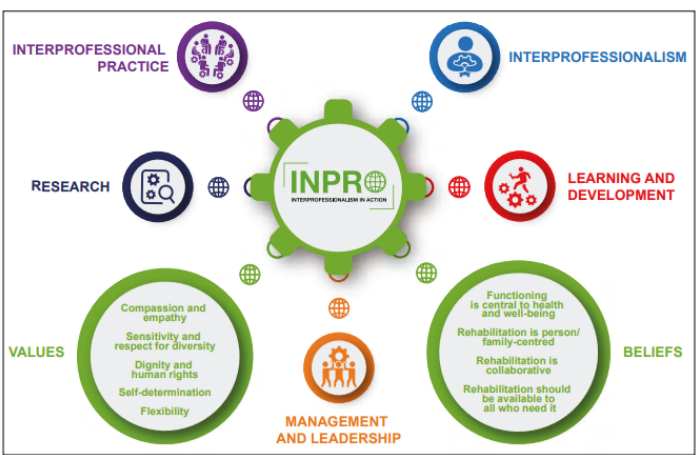 INTERPROFESSIONAL
PRACTICE
INTERPROFESSIONALISM
RESEARCH
INPRO
INTERPROFESSIONALISM IN ACTION
LEARNING AND
DEVELOPMENT
VALUES
Compassion and
empathy
Sensitivity and
respect for diversity
Dignity and
human rights
Self-determination
Flexibility
MANAGEMENT
AND LEADERSHIP
Functioning
is central to health
and well-being
Rehabilitation is person/
family-centred
Rehabilitation is
collaborative
Rehabilitation should
be available to
all who need it
BELIEFS